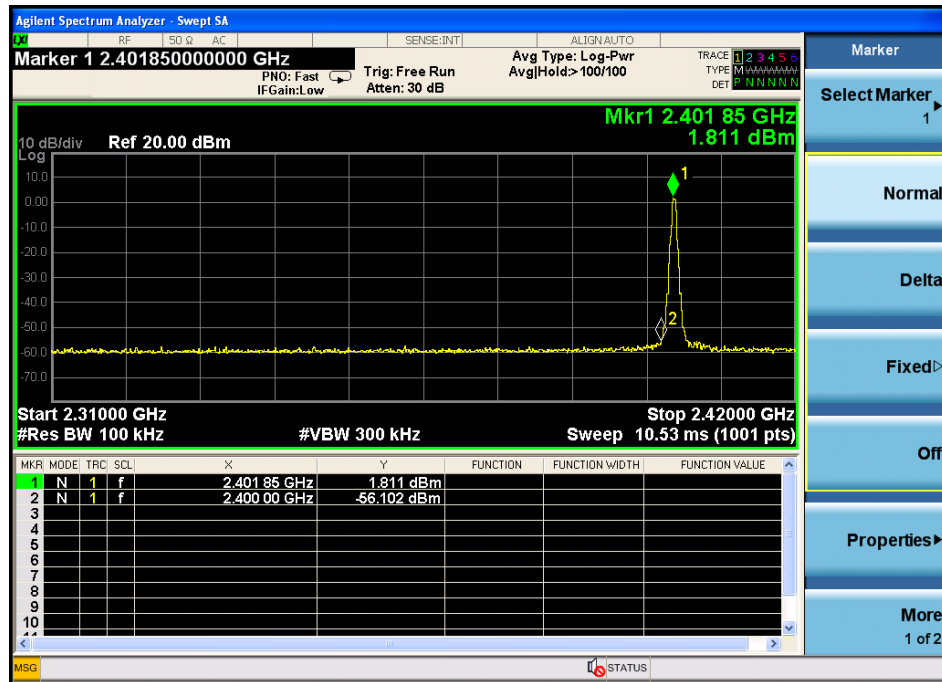 Agilent Spectrum Analyzer - Swept SA
LXI RF 50 Ω AC SENSE:INT ALIGN AUTO
Marker 1 2.401850000000 GHz
PNO: Fast
IFGain:Low
Trig: Free Run
Atten: 30 dB
Avg Type: Log-Pwr
Avg|Hold:>100/100
TRACE 1 2 3 4 5 6
TYPE M
DET P N N N N N
Mkr1 2.401 85 GHz
1.811 dBm
10 dB/div Ref 20.00 dBm
Log
10.0
0.00
-10.0
-20.0
-30.0
-40.0
-50.0
-60.0
-70.0
1
2
Start 2.31000 GHz Stop 2.42000 GHz
#Res BW 100 kHz #VBW 300 kHz Sweep 10.53 ms (1001 pts)
MKR MODE TRC SCL X Y FUNCTION FUNCTION WIDTH FUNCTION VALUE
1 N 1 f 2.401 85 GHz 1.811 dBm
2 N 1 f 2.400 00 GHz -56.102 dBm
3
4
5
6
7
8
9
10
MSG STATUS
Marker
Select Marker
1
Normal
Delta
Fixed
Off
Properties
More
1 of 2